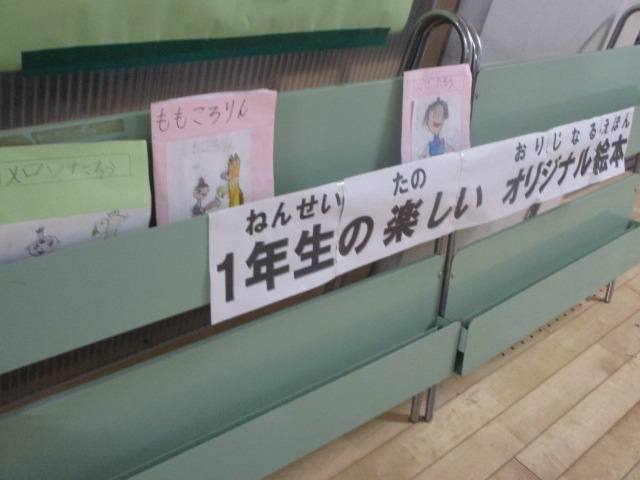 ももころりん
メロンたろう
ねんせい たの おりじなるえほん
1年生の楽しいオリジナル絵本